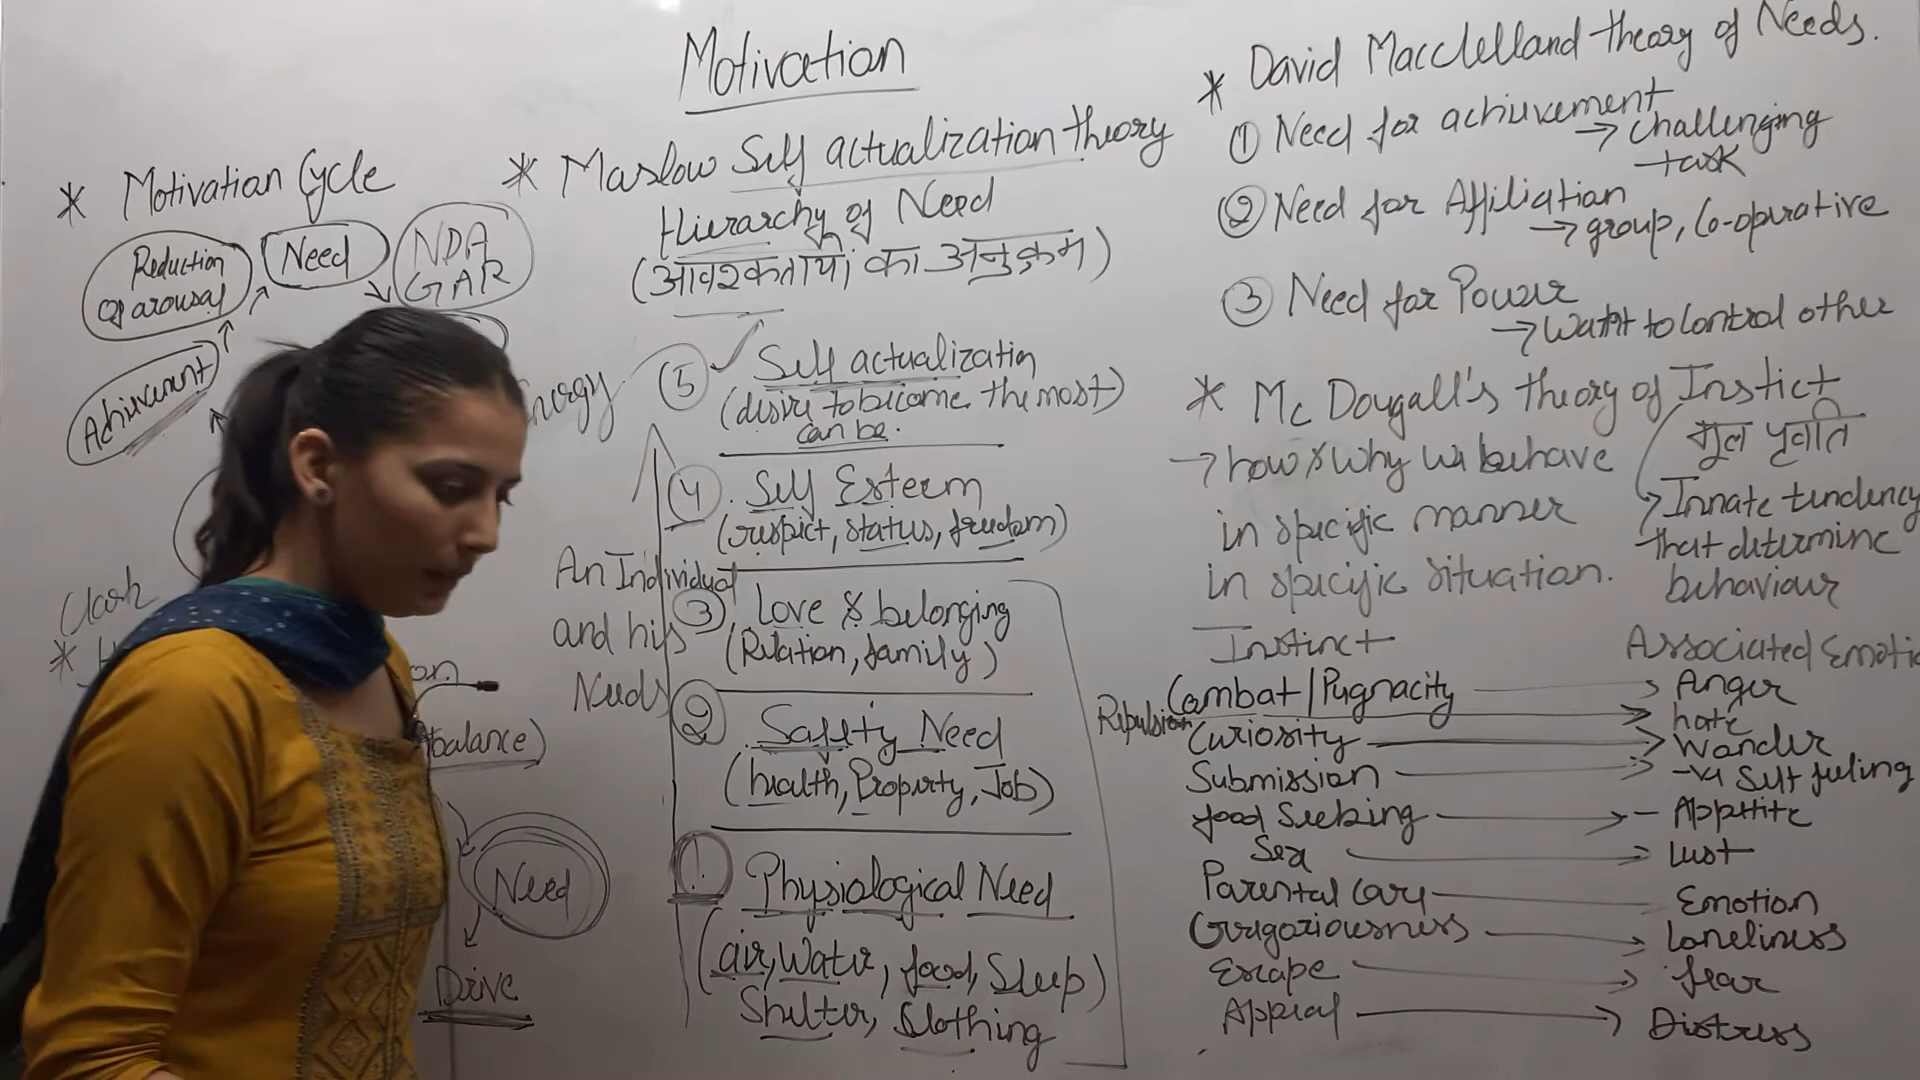 Motivation
* Motivation Cycle
Reduction
of arousal
Need
NDA
GAR
Achievement
* Maslow Self actualization theory
Hierarchy of Need
(आवश्कतायों का अनुक्रम)
5 Self actualization
(desire to become the most)
can be.
4. Self Esteem
(respect, status, freedom)
An Individual
and his
Needs
3. Love & belonging
(Relation, family)
2 Safety Need
(health, Property, Job)
1. Physiological Need
(air, Water, food, Sleep)
Shelter, Clothing
balance)
Need
Drive
* David Macclelland theory of Needs.
1 Need for achievement
→ Challenging
task
2 Need for Affiliation
→ group, Co-operative
3 Need for Power
→ Want to control other
* Mc Dougall's theory of Instict
मूल प्रवृति
→ how & why we behave
in specific manner
in specific situation.
→ Innate tendency
that determine
behaviour
Instinct Associated Emotio
Combat/Pugnacity → Anger
Repulsion → hate
Curiosity → Wonder
Submission → -ve Self feeling
food Seeking → - Appetite
Sex → Lust
Parental Care Emotion
Gregariousness → Loneliness
Escape → fear
Appeal → Distress